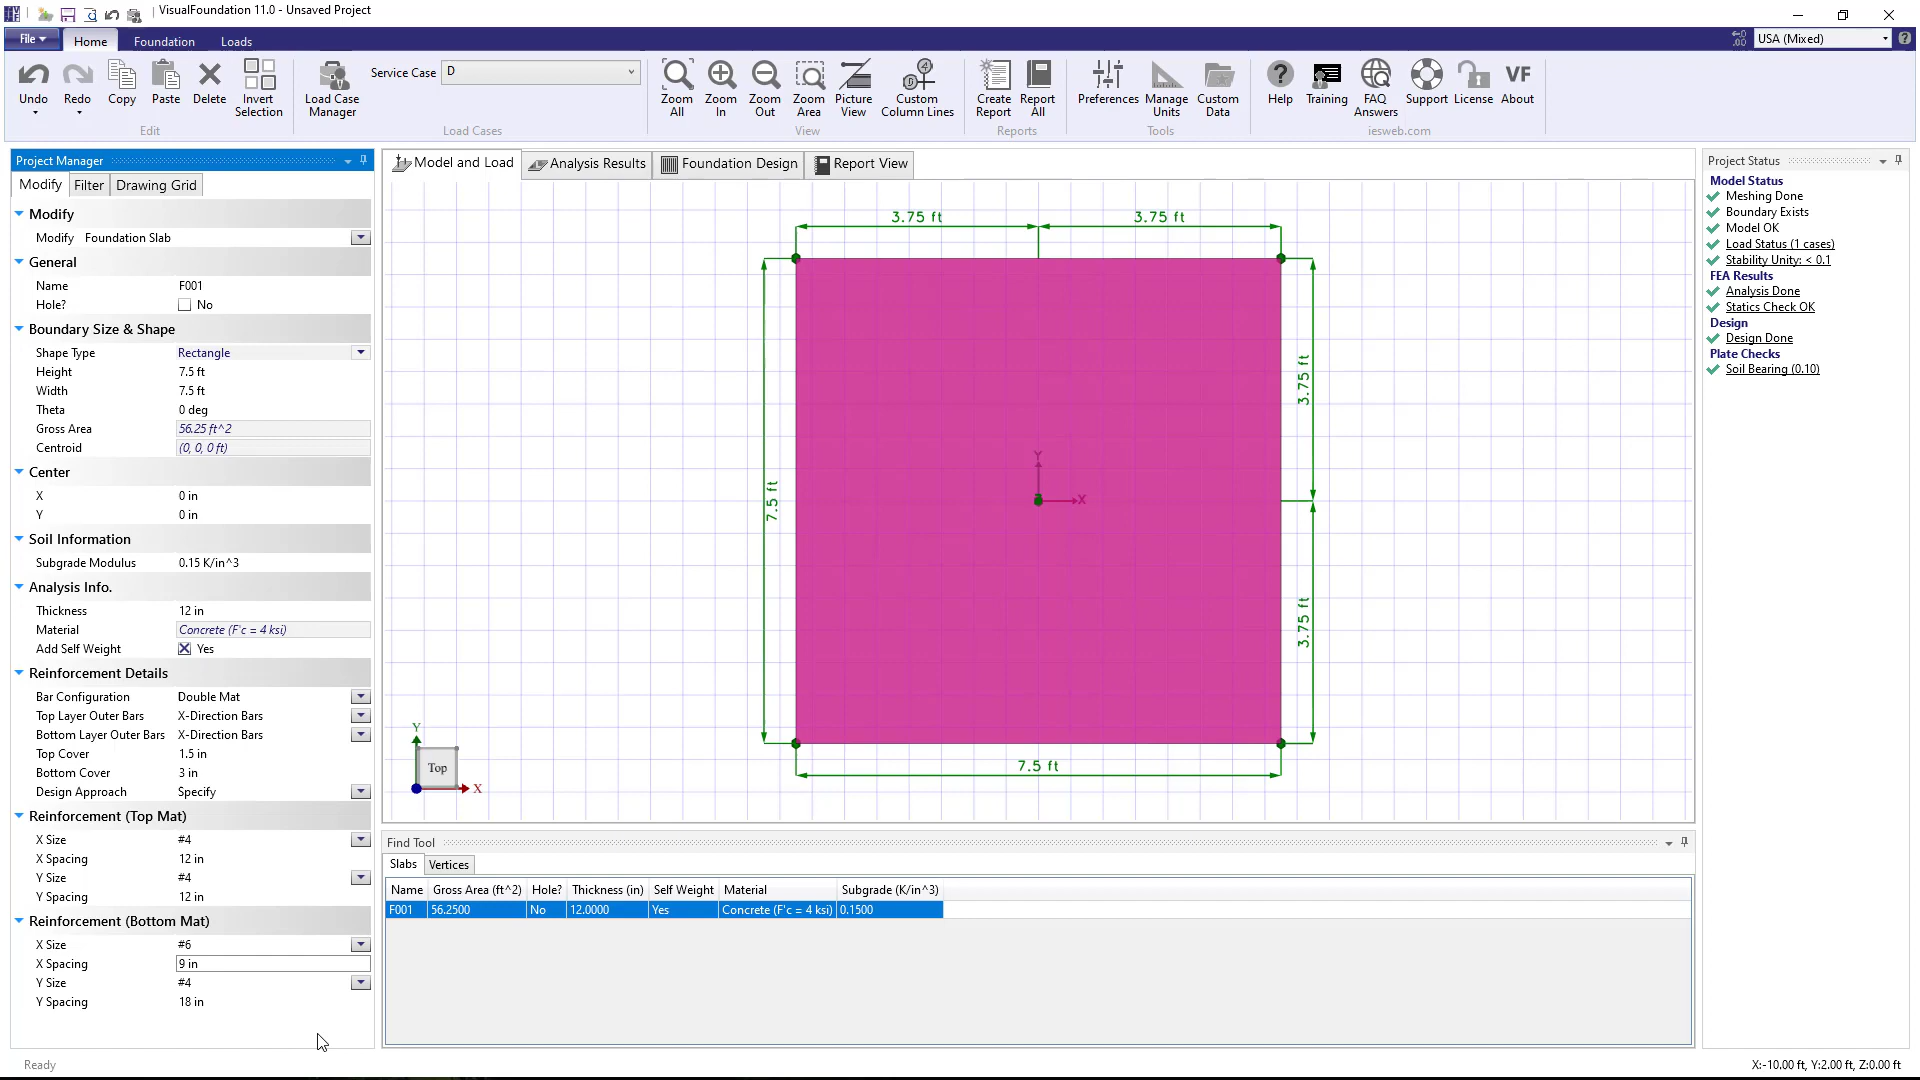 VisualFoundation 11.0 - Unsaved Project
File Home Foundation Loads
USA (Mixed)
Undo Redo Copy Paste Delete Invert Selection
Load Case Manager
Service Case D
Zoom All Zoom In Zoom Out Zoom Area Picture View Custom Column Lines
Create Report Report All
Preferences Manage Units Custom Data
Help Training FAQ Answers Support License VF About
Edit Load Cases View Reports Tools iesweb.com
Project Manager
Modify Filter Drawing Grid
Modify
Modify Foundation Slab
General
Name F001
Hole? No
Boundary Size & Shape
Shape Type Rectangle
Height 7.5 ft
Width 7.5 ft
Theta 0 deg
Gross Area 56.25 ft^2
Centroid (0, 0, 0 ft)
Center
X 0 in
Y 0 in
Soil Information
Subgrade Modulus 0.15 K/in^3
Analysis Info.
Thickness 12 in
Material Concrete (F'c = 4 ksi)
Add Self Weight Yes
Reinforcement Details
Bar Configuration Double Mat
Top Layer Outer Bars X-Direction Bars
Bottom Layer Outer Bars X-Direction Bars
Top Cover 1.5 in
Bottom Cover 3 in
Design Approach Specify
Reinforcement (Top Mat)
X Size #4
X Spacing 12 in
Y Size #4
Y Spacing 12 in
Reinforcement (Bottom Mat)
X Size #6
X Spacing 9 in
Y Size #4
Y Spacing 18 in
Model and Load Analysis Results Foundation Design Report View
3.75 ft 3.75 ft
3.75 ft
7.5 ft
3.75 ft
7.5 ft
Y
X
Y
Top
X
Find Tool
Slabs Vertices
Name Gross Area (ft^2) Hole? Thickness (in) Self Weight Material Subgrade (K/in^3)
F001 56.2500 No 12.0000 Yes Concrete (F'c = 4 ksi) 0.1500
Project Status
Model Status
Meshing Done
Boundary Exists
Model OK
Load Status (1 cases)
Stability Unity: < 0.1
FEA Results
Analysis Done
Statics Check OK
Design
Design Done
Plate Checks
Soil Bearing (0.10)
Ready
X:-10.00 ft, Y:2.00 ft, Z:0.00 ft